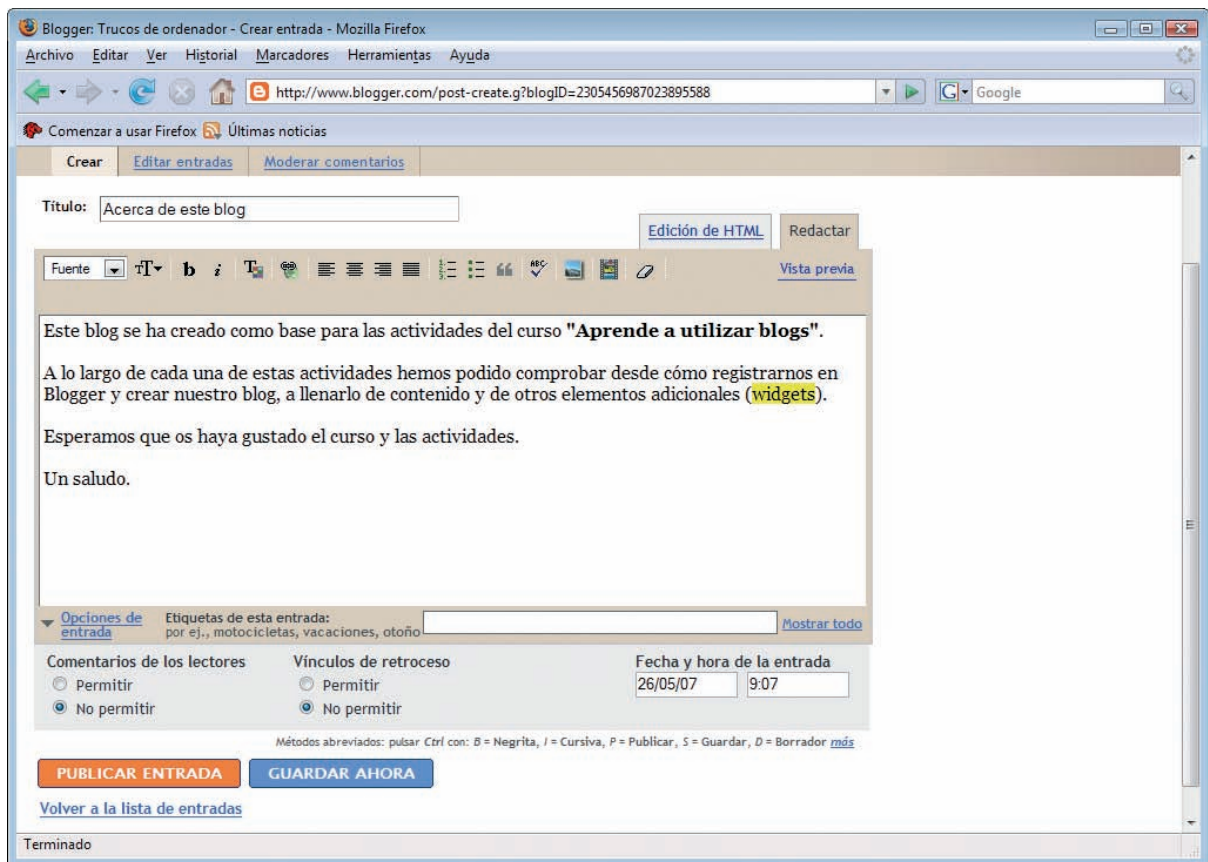 Blogger: Trucos de ordenador - Crear entrada - Mozilla Firefox
Archivo Editar Ver Historial Marcadores Herramientas Ayuda
http://www.blogger.com/post-create.g?blogID=2305456987023895588 G Google
Comenzar a usar Firefox Últimas noticias
Crear Editar entradas Moderar comentarios
Título: Acerca de este blog
Edición de HTML Redactar
Fuente TT b i T ABC Vista previa
Este blog se ha creado como base para las actividades del curso "Aprende a utilizar blogs".
A lo largo de cada una de estas actividades hemos podido comprobar desde cómo registrarnos en
Blogger y crear nuestro blog, a llenarlo de contenido y de otros elementos adicionales (widgets).
Esperamos que os haya gustado el curso y las actividades.
Un saludo.
Opciones de entrada Etiquetas de esta entrada:
por ej., motocicletas, vacaciones, otoño Mostrar todo
Comentarios de los lectores Vínculos de retroceso Fecha y hora de la entrada
Permitir Permitir 26/05/07 9:07
No permitir No permitir
Métodos abreviados: pulsar Ctrl con: B = Negrita, I = Cursiva, P = Publicar, S = Guardar, D = Borrador más
PUBLICAR ENTRADA GUARDAR AHORA
Volver a la lista de entradas
Terminado